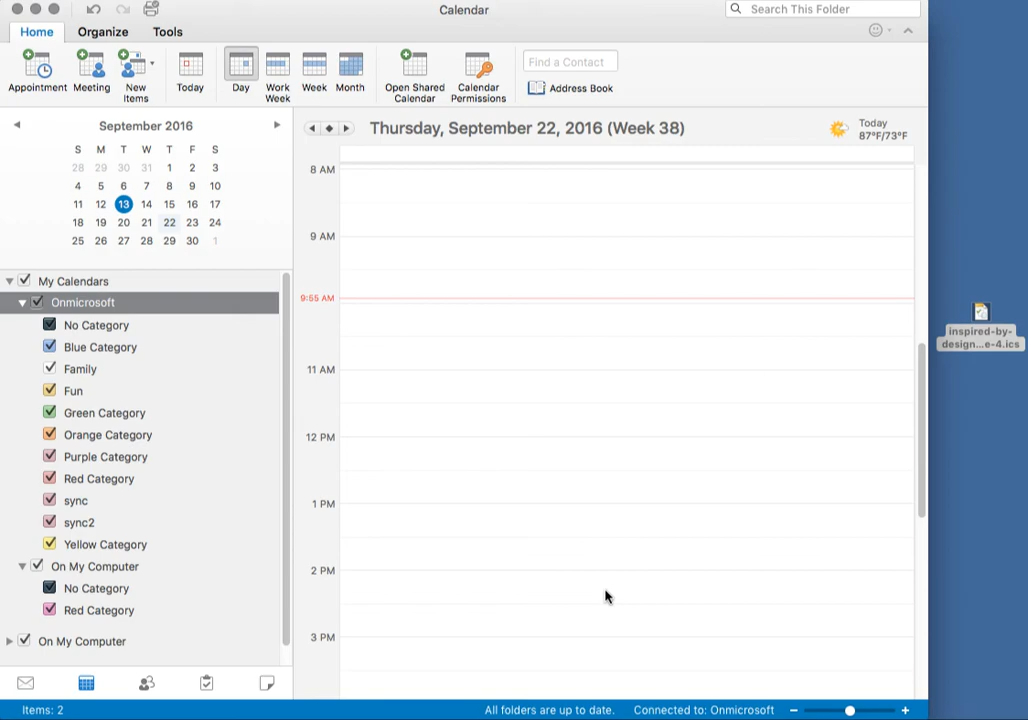 Calendar
Search This Folder
Home
Organize
Tools
Appointment
Meeting
New Items
Today
Day
Work Week
Week
Month
Open Shared Calendar
Calendar Permissions
Find a Contact
Address Book
September 2016
S M T W T F S
28 29 30 31 1 2 3
4 5 6 7 8 9 10
11 12 13 14 15 16 17
18 19 20 21 22 23 24
25 26 27 28 29 30 1
Thursday, September 22, 2016 (Week 38)
Today
87°F/73°F
8 AM
9 AM
9:55 AM
11 AM
12 PM
1 PM
2 PM
3 PM
My Calendars
Onmicrosoft
No Category
Blue Category
Family
Fun
Green Category
Orange Category
Purple Category
Red Category
sync
sync2
Yellow Category
On My Computer
No Category
Red Category
On My Computer
inspired-by-
design...e-4.ics
Items: 2
All folders are up to date.
Connected to: Onmicrosoft